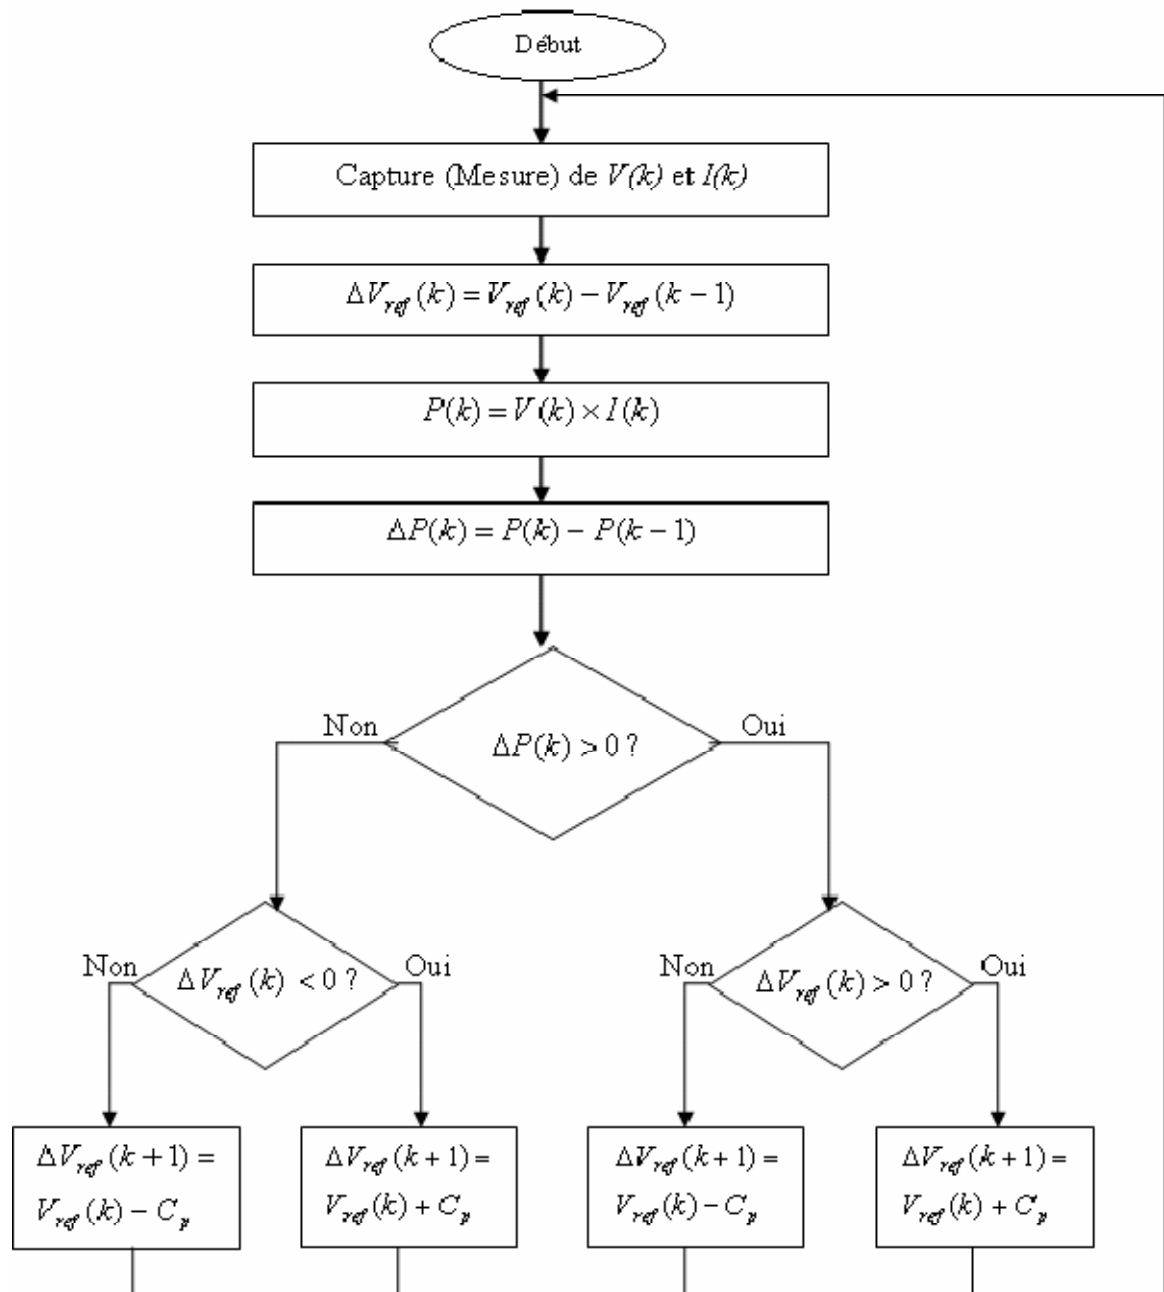 Début
Capture (Mesure) de V(k) et I(k)
ΔV_ref(k) = V_ref(k) − V_ref(k − 1)
P(k) = V(k) × I(k)
ΔP(k) = P(k) − P(k − 1)
Non
Oui
ΔP(k) > 0 ?
Non
ΔV_ref(k) < 0 ?
Oui
Non
ΔV_ref(k) > 0 ?
Oui
ΔV_ref(k + 1) =
V_ref(k) − C_p
ΔV_ref(k + 1) =
V_ref(k) + C_p
ΔV_ref(k + 1) =
V_ref(k) − C_p
ΔV_ref(k + 1) =
V_ref(k) + C_p